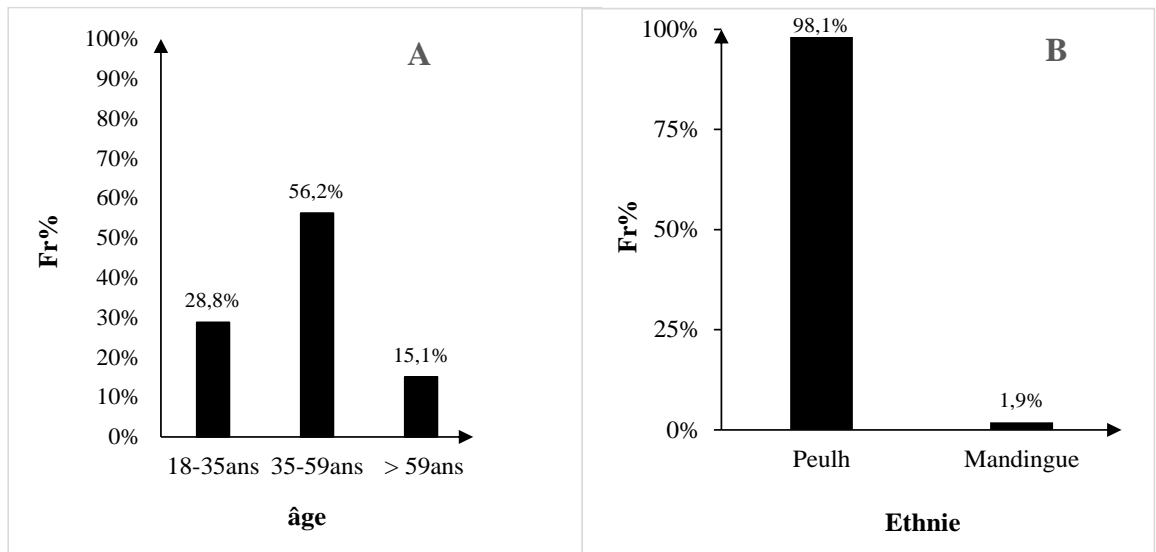 A
100%
90%
80%
70%
60%
50%
40%
30%
20%
10%
0%
Fr%
28,8%
56,2%
15,1%
18-35ans 35-59ans > 59ans
âge
B
100%
75%
50%
25%
0%
Fr%
98,1%
1,9%
Peulh Mandingue
Ethnie